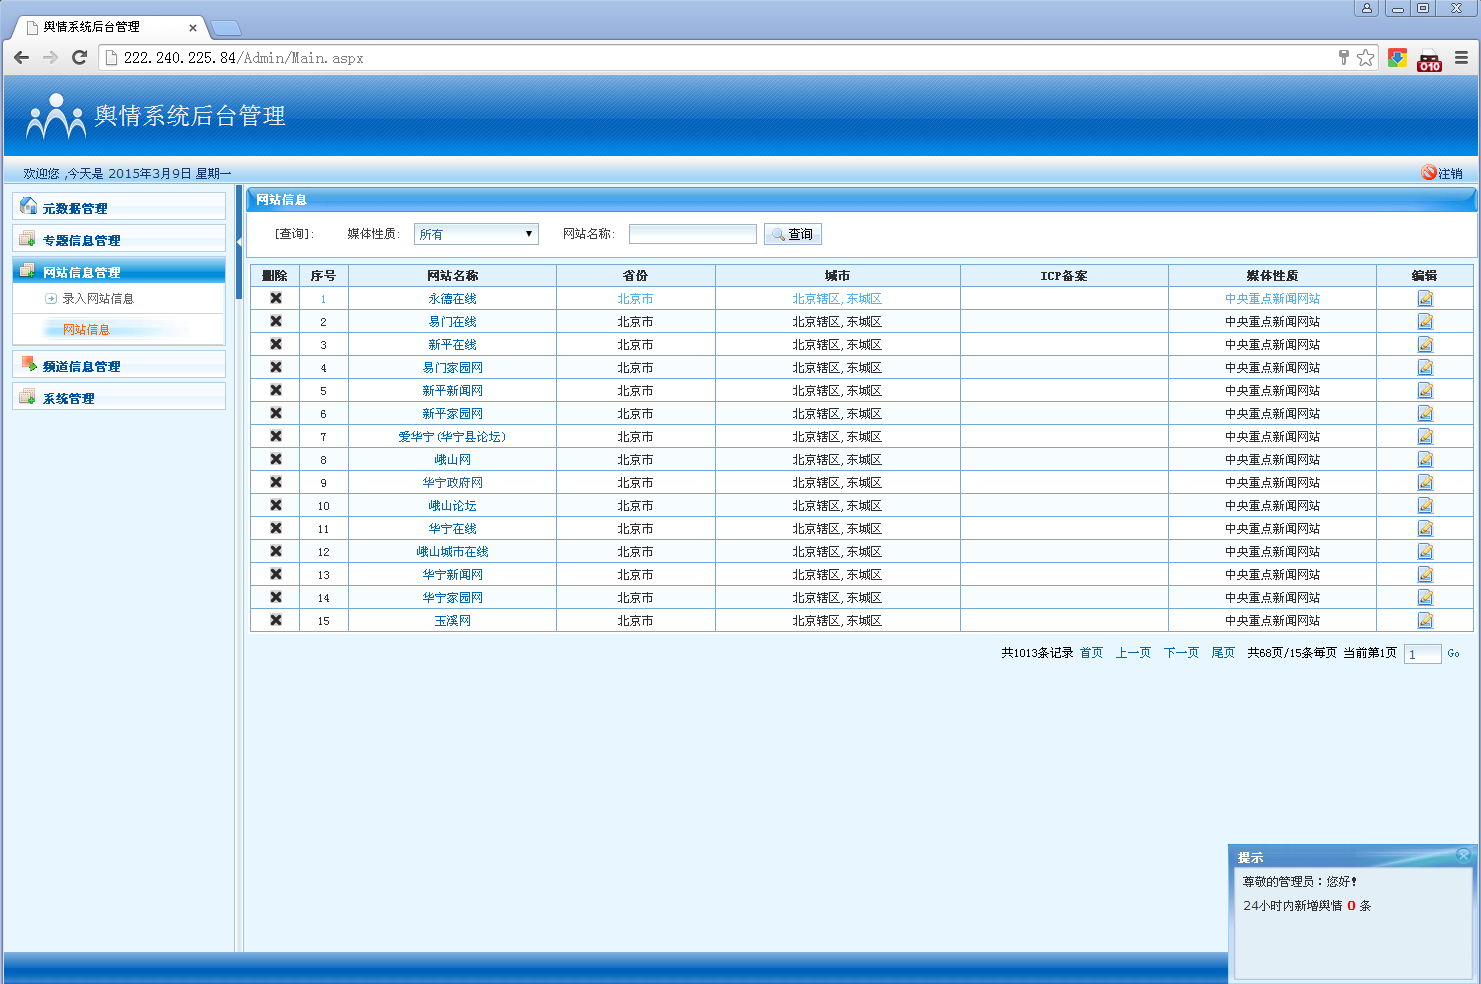 舆情系统后台管理
222.240.225.84/Admin/Main.aspx
010
舆情系统后台管理
欢迎您 ,今天是 2015年3月9日 星期一
注销
元数据管理
专题信息管理
网站信息管理
录入网站信息
网站信息
频道信息管理
系统管理
网站信息
[查询]: 媒体性质: 所有 网站名称: 查询
删除 序号 网站名称 省份 城市 ICP备案 媒体性质 编辑
1 永德在线 北京市 北京辖区,东城区 中央重点新闻网站
2 易门在线 北京市 北京辖区,东城区 中央重点新闻网站
3 新平在线 北京市 北京辖区,东城区 中央重点新闻网站
4 易门家园网 北京市 北京辖区,东城区 中央重点新闻网站
5 新平新闻网 北京市 北京辖区,东城区 中央重点新闻网站
6 新平家园网 北京市 北京辖区,东城区 中央重点新闻网站
7 爱华宁(华宁县论坛) 北京市 北京辖区,东城区 中央重点新闻网站
8 峨山网 北京市 北京辖区,东城区 中央重点新闻网站
9 华宁政府网 北京市 北京辖区,东城区 中央重点新闻网站
10 峨山论坛 北京市 北京辖区,东城区 中央重点新闻网站
11 华宁在线 北京市 北京辖区,东城区 中央重点新闻网站
12 峨山城市在线 北京市 北京辖区,东城区 中央重点新闻网站
13 华宁新闻网 北京市 北京辖区,东城区 中央重点新闻网站
14 华宁家园网 北京市 北京辖区,东城区 中央重点新闻网站
15 玉溪网 北京市 北京辖区,东城区 中央重点新闻网站
共1013条记录 首页 上一页 下一页 尾页 共68页/15条每页 当前第1页 1 Go
提示
尊敬的管理员：您好!
24小时内新增舆情 0 条